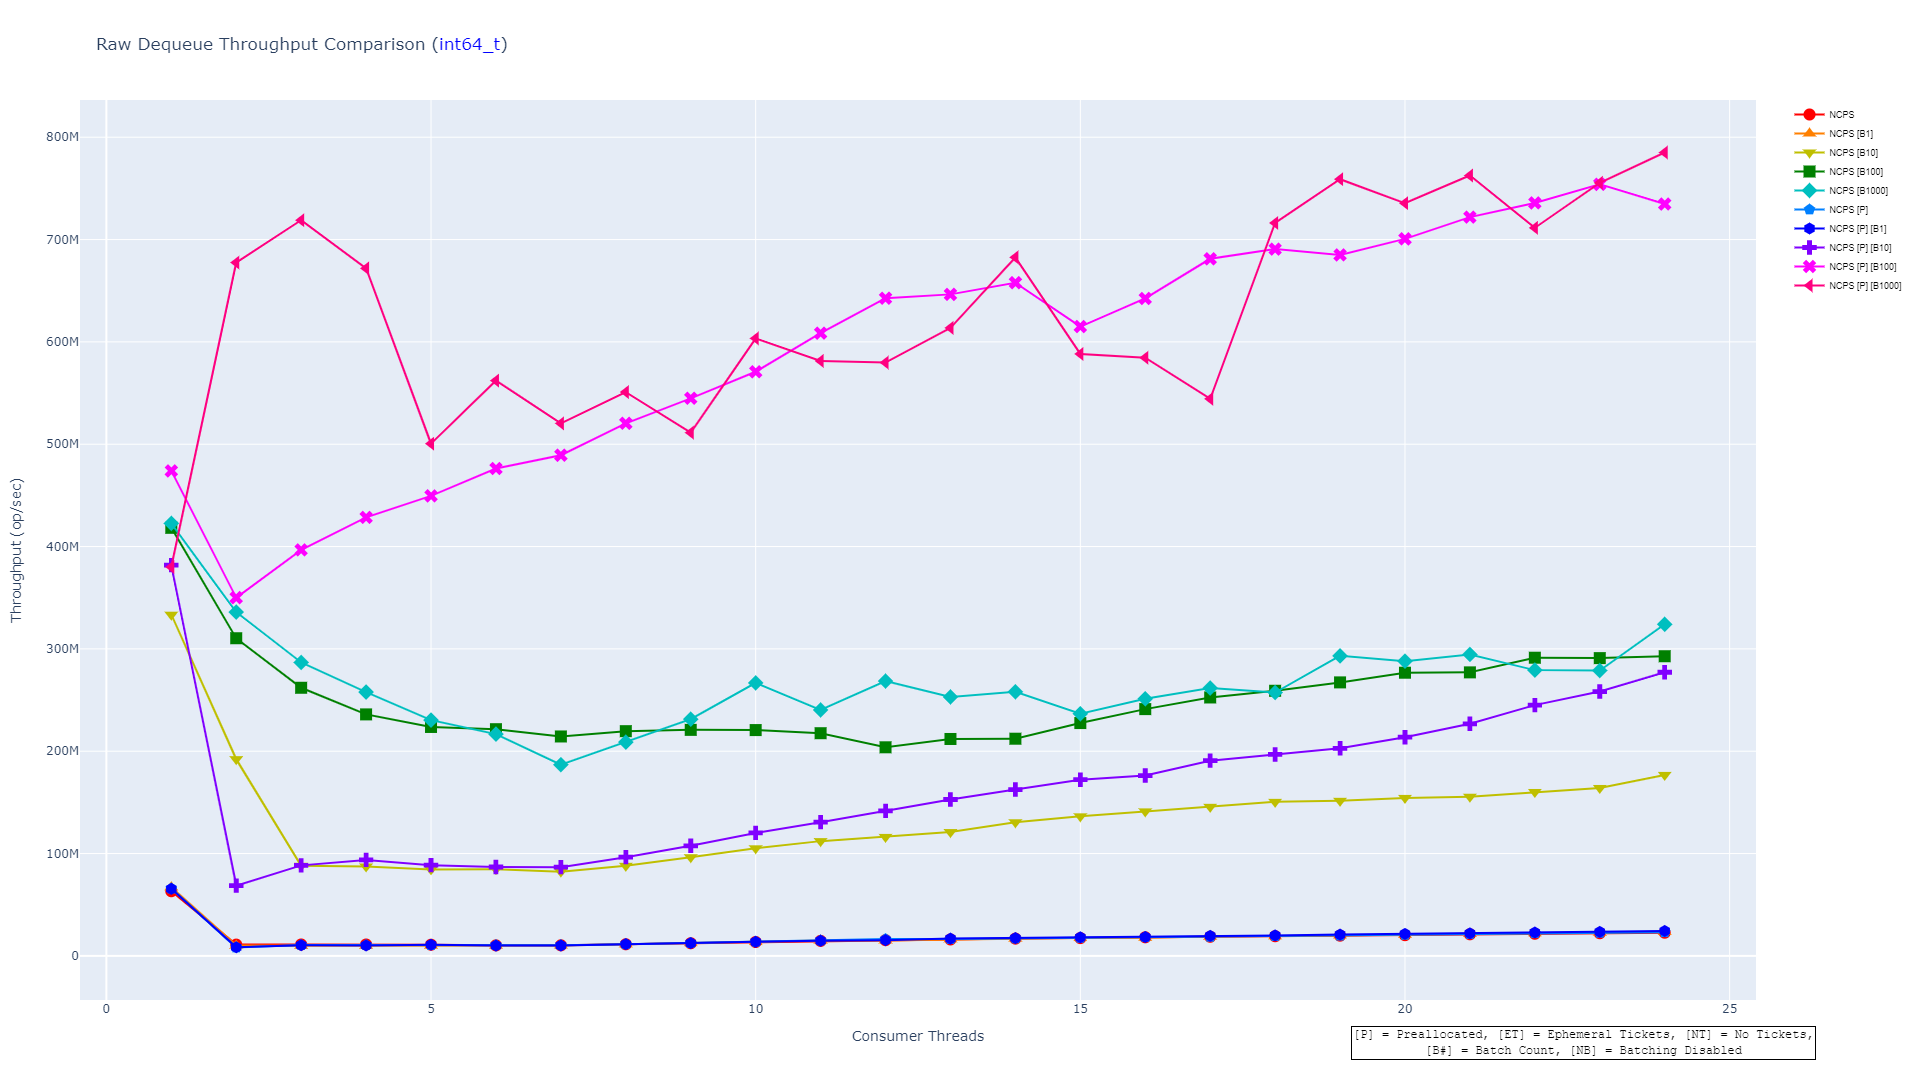 Raw Dequeue Throughput Comparison (int64_t)
800M
700M
600M
500M
400M
300M
200M
100M
0
Throughput (op/sec)
0
5
10
15
20
25
Consumer Threads
NCPS
NCPS [B1]
NCPS [B10]
NCPS [B100]
NCPS [B1000]
NCPS [P]
NCPS [P] [B1]
NCPS [P] [B10]
NCPS [P] [B100]
NCPS [P] [B1000]
[P] = Preallocated, [ET] = Ephemeral Tickets, [NT] = No Tickets,
[B#] = Batch Count, [NB] = Batching Disabled